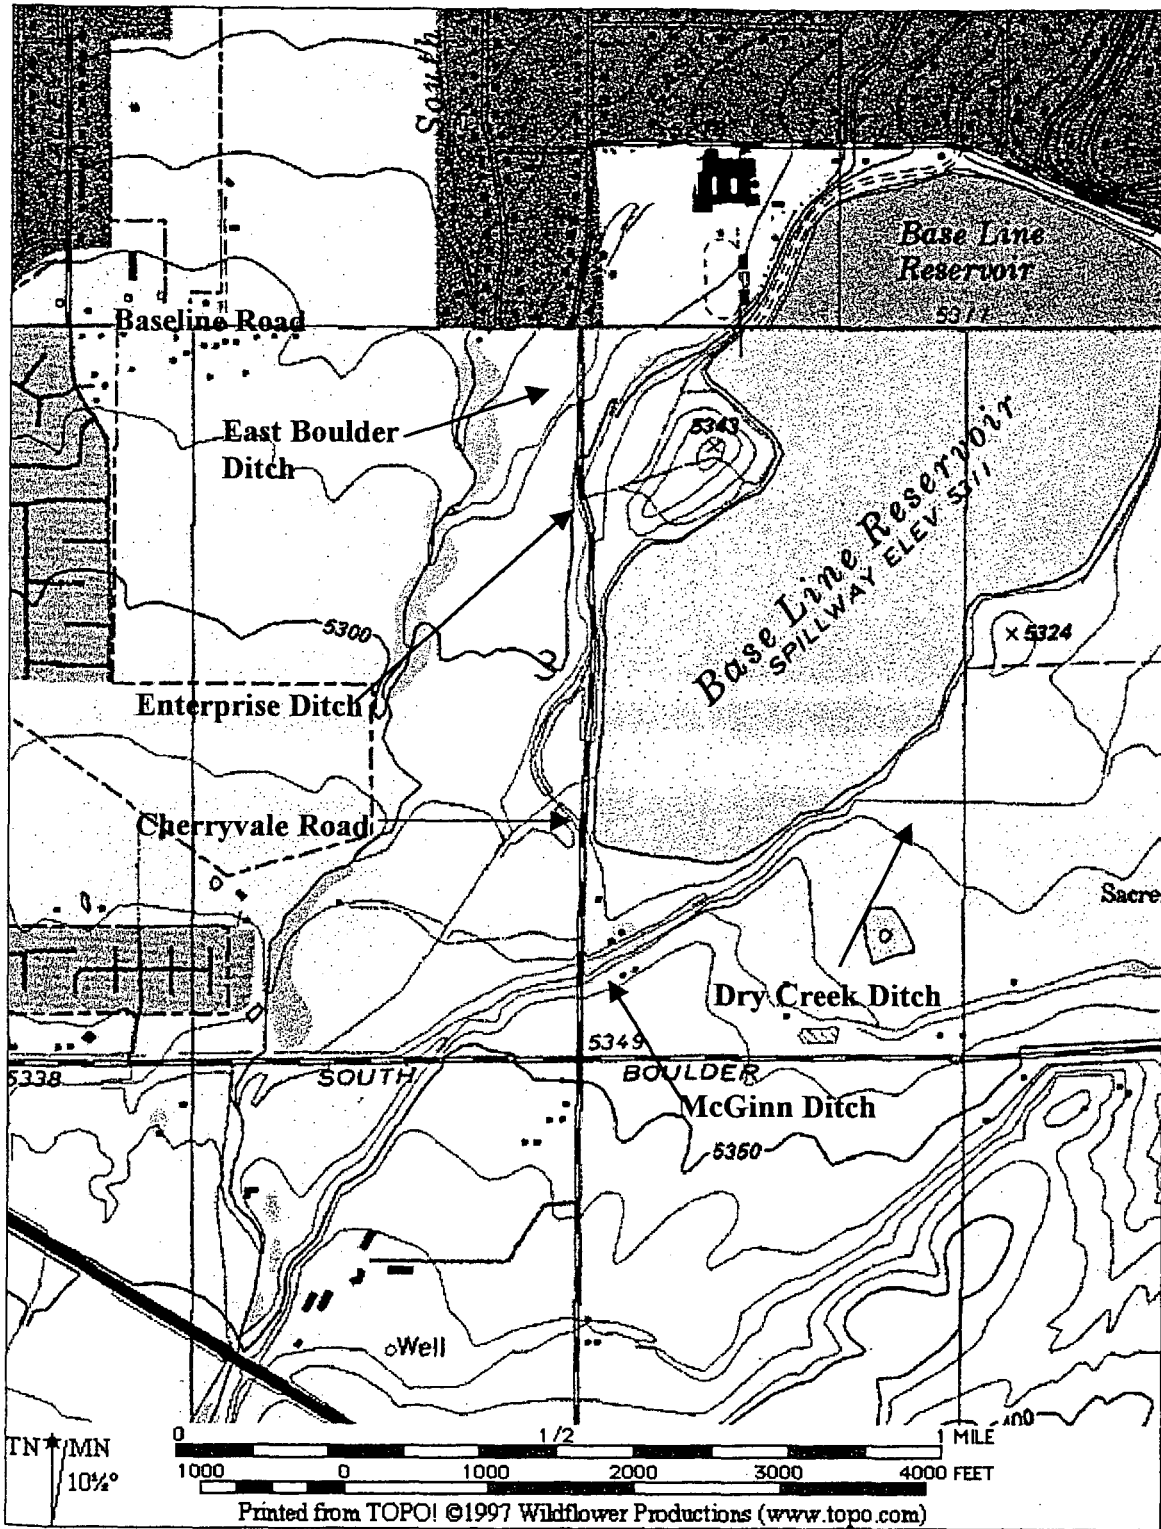 South
Base Line
Reservoir
5311
Baseline Road
5343
East Boulder
Ditch
Base Line Reservoir
SPILLWAY ELEV 5311
5300
5324
Enterprise Ditch
Cherryvale Road
Sacre
Dry Creek Ditch
5349
5338
SOUTH BOULDER
McGinn Ditch
5350
Well
TN MN
10½°
0 1/2 1 MILE
1000 0 1000 2000 3000 4000 FEET
Printed from TOPO! ©1997 Wildflower Productions (www.topo.com)